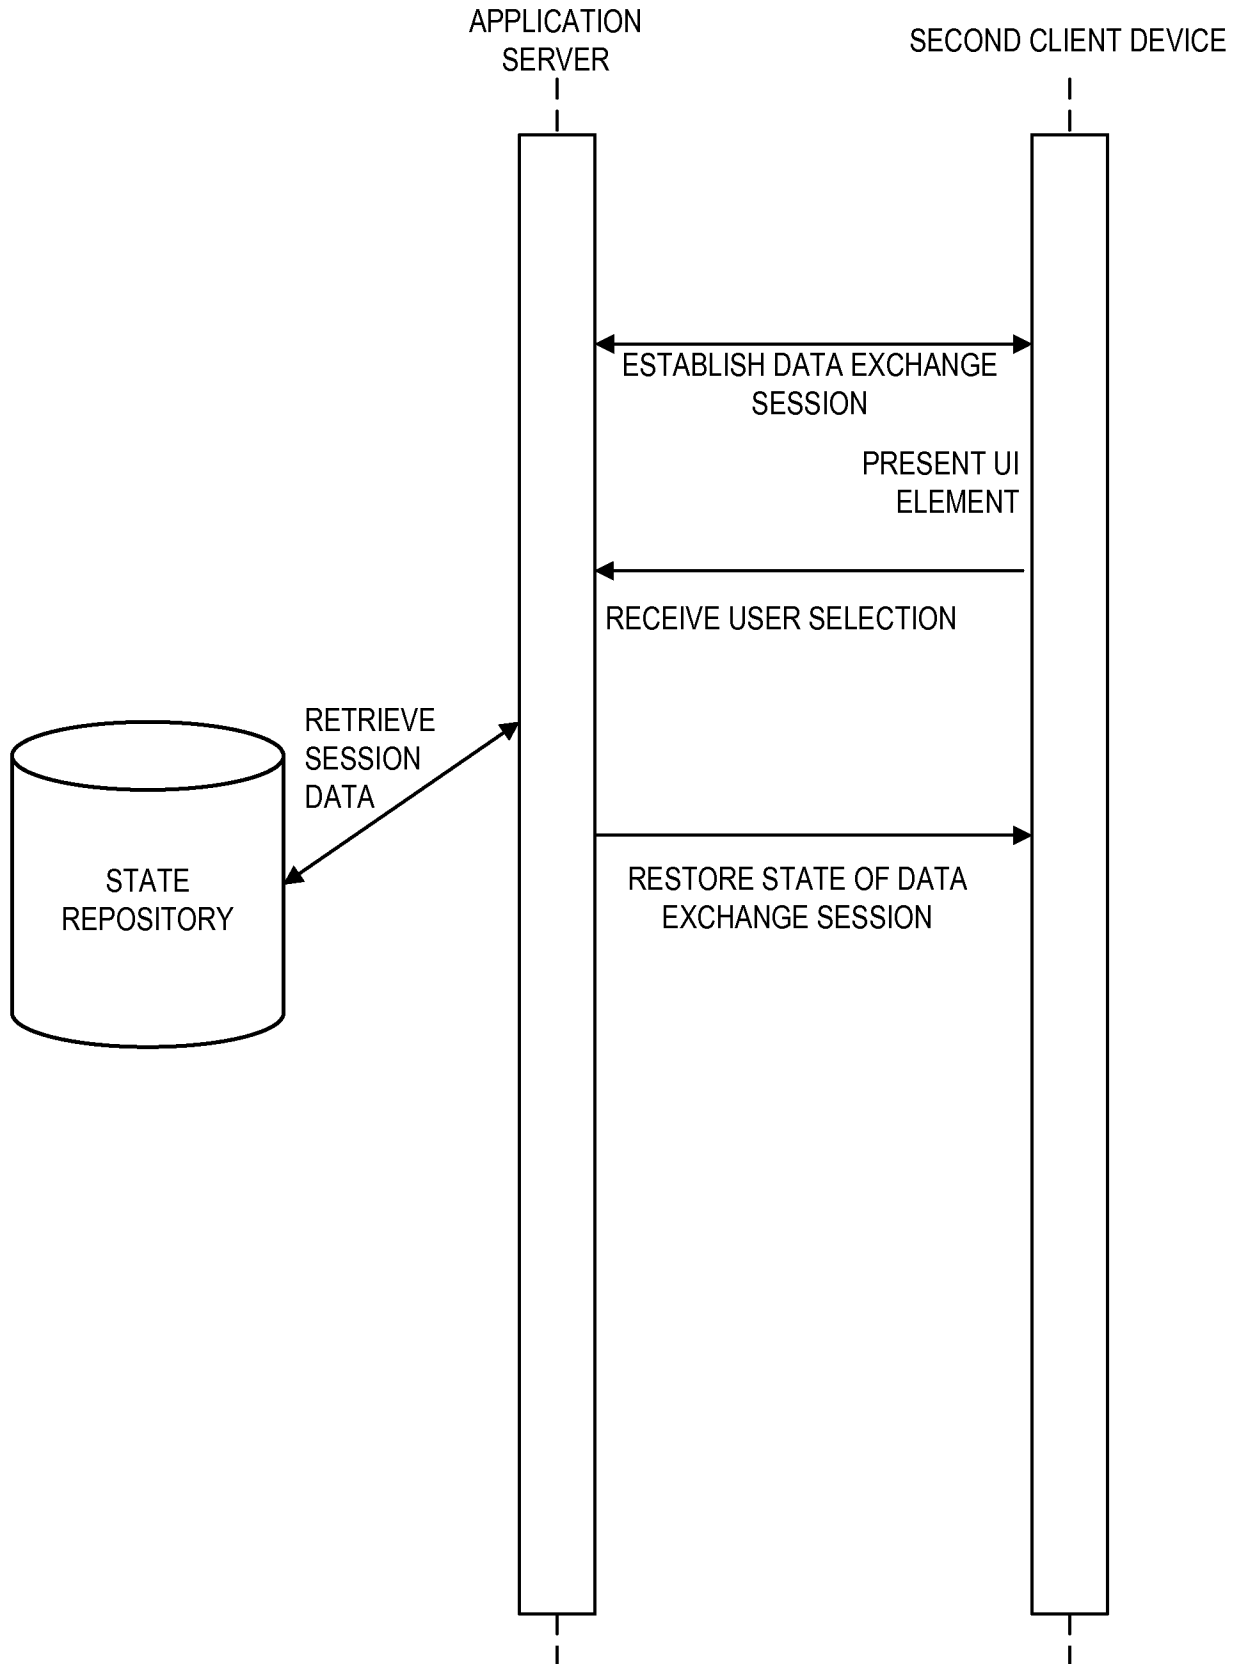 APPLICATION
SERVER
SECOND CLIENT DEVICE
ESTABLISH DATA EXCHANGE
SESSION
PRESENT UI
ELEMENT
RECEIVE USER SELECTION
RETRIEVE
SESSION
DATA
STATE
REPOSITORY
RESTORE STATE OF DATA
EXCHANGE SESSION